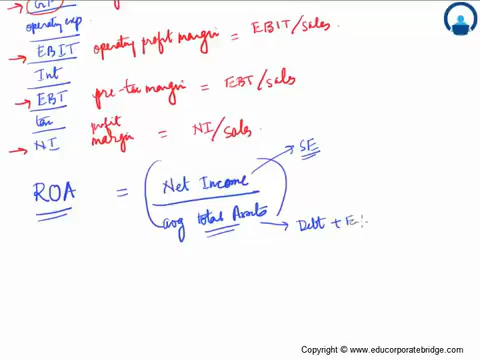 GP
operating exp
EBIT operating profit margin = EBIT/sales.
Int
EBT pre-tax margin = EBT/sales
tax
NI profit margin = NI/sales.
SE
ROA = Net Income
avg total Assets
Debt + E
Copyright © www.educorporatebridge.com